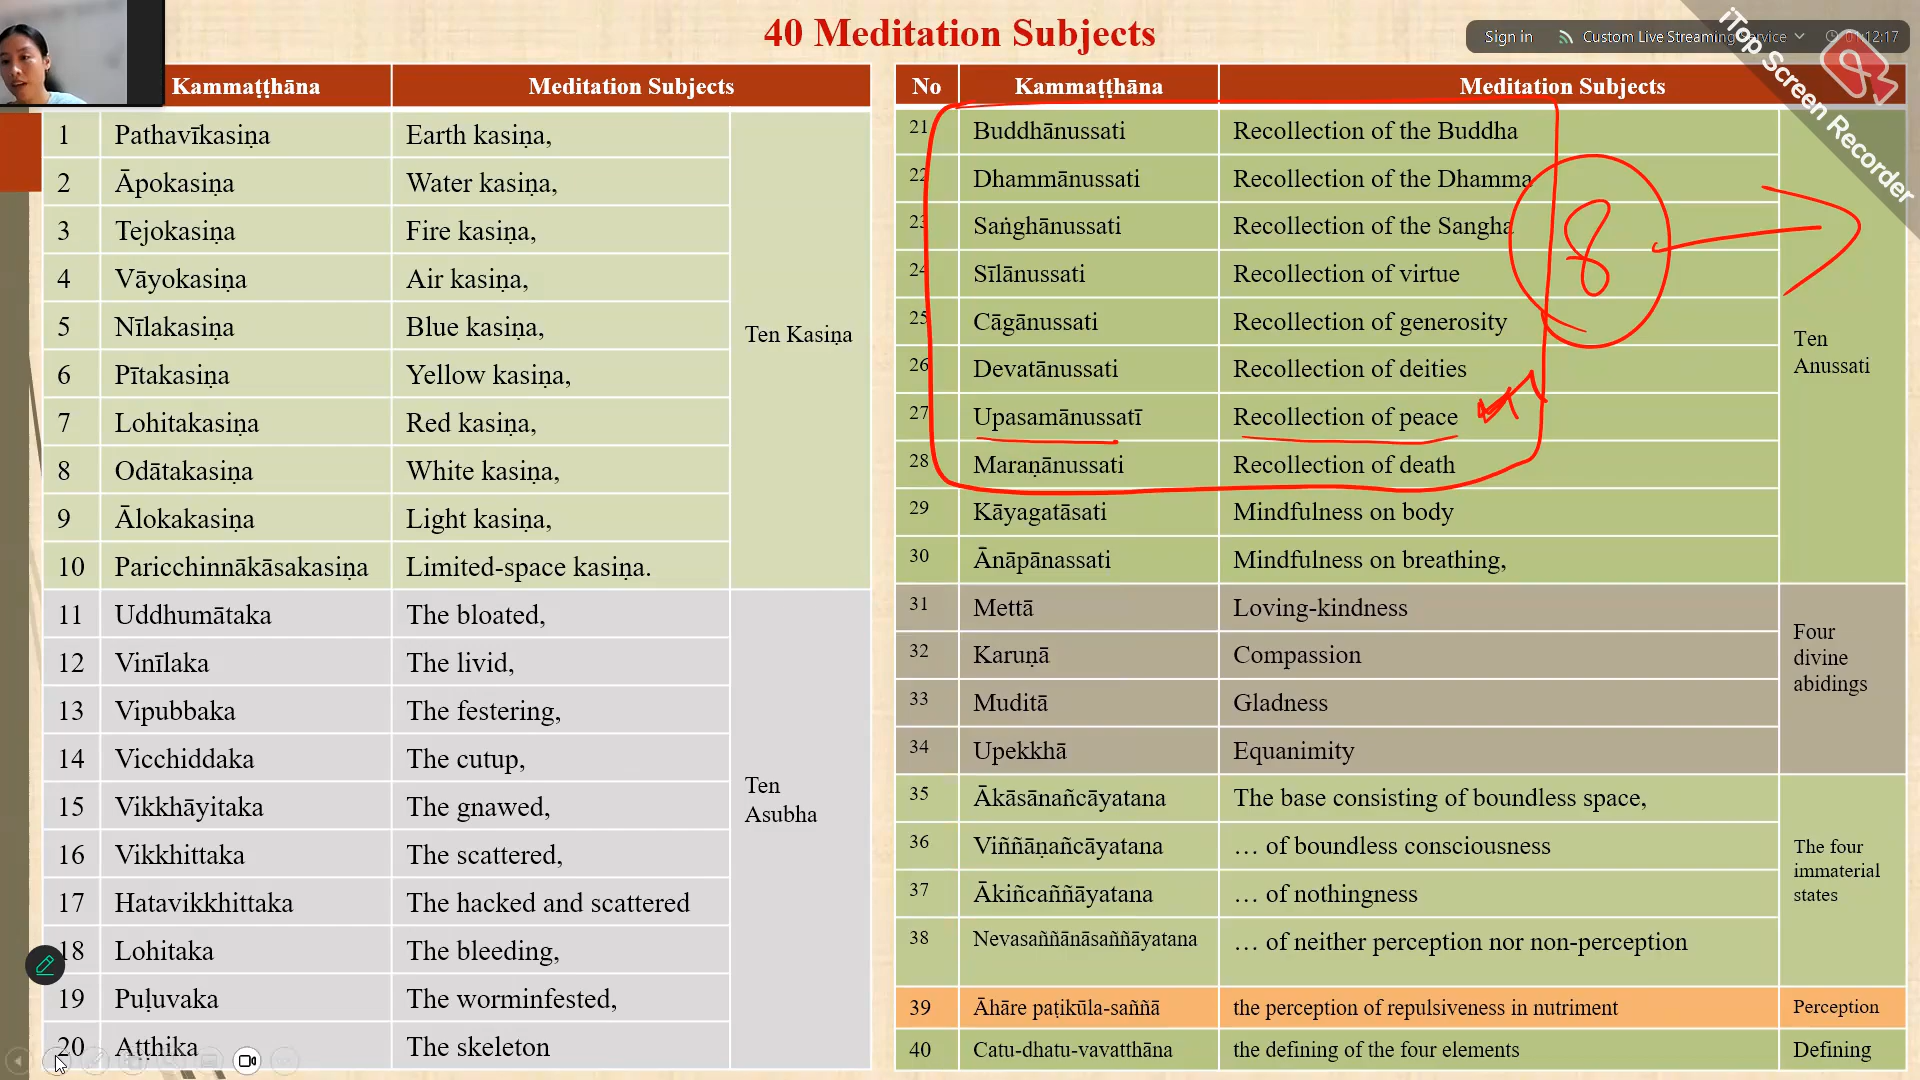 40 Meditation Subjects
Sign in
Custom Live Streaming Service
01:12:17
iTop Screen Recorder
Kammaṭṭhāna Meditation Subjects
1 Pathavīkasiṇa Earth kasiṇa,
2 Āpokasiṇa Water kasiṇa,
3 Tejokasiṇa Fire kasiṇa,
4 Vāyokasiṇa Air kasiṇa,
5 Nīlakasiṇa Blue kasiṇa,
6 Pītakasiṇa Yellow kasiṇa,
7 Lohitakasiṇa Red kasiṇa,
8 Odātakasiṇa White kasiṇa,
9 Ālokakasiṇa Light kasiṇa,
10 Paricchinnākāsakasiṇa Limited-space kasiṇa.
Ten Kasiṇa
11 Uddhumātaka The bloated,
12 Vinīlaka The livid,
13 Vipubbaka The festering,
14 Vicchiddaka The cutup,
15 Vikkhāyitaka The gnawed,
16 Vikkhittaka The scattered,
17 Hatavikkhittaka The hacked and scattered
18 Lohitaka The bleeding,
19 Puḷuvaka The worminfested,
20 Aṭṭhika The skeleton
Ten
Asubha
No Kammaṭṭhāna Meditation Subjects
21 Buddhānussati Recollection of the Buddha
22 Dhammānussati Recollection of the Dhamma
23 Saṅghānussati Recollection of the Sangha
24 Sīlānussati Recollection of virtue
25 Cāgānussati Recollection of generosity
26 Devatānussati Recollection of deities
27 Upasamānussatī Recollection of peace
28 Maraṇānussati Recollection of death
29 Kāyagatāsati Mindfulness on body
30 Ānāpānassati Mindfulness on breathing,
8
Ten
Anussati
31 Mettā Loving-kindness
32 Karuṇā Compassion
33 Muditā Gladness
34 Upekkhā Equanimity
Four
divine
abidings
35 Ākāsānañcāyatana The base consisting of boundless space,
36 Viññāṇañcāyatana … of boundless consciousness
37 Ākiñcaññāyatana … of nothingness
38 Nevasaññānāsaññāyatana … of neither perception nor non-perception
The four
immaterial
states
39 Āhāre paṭikūla-saññā the perception of repulsiveness in nutriment Perception
40 Catu-dhatu-vavatthāna the defining of the four elements Defining